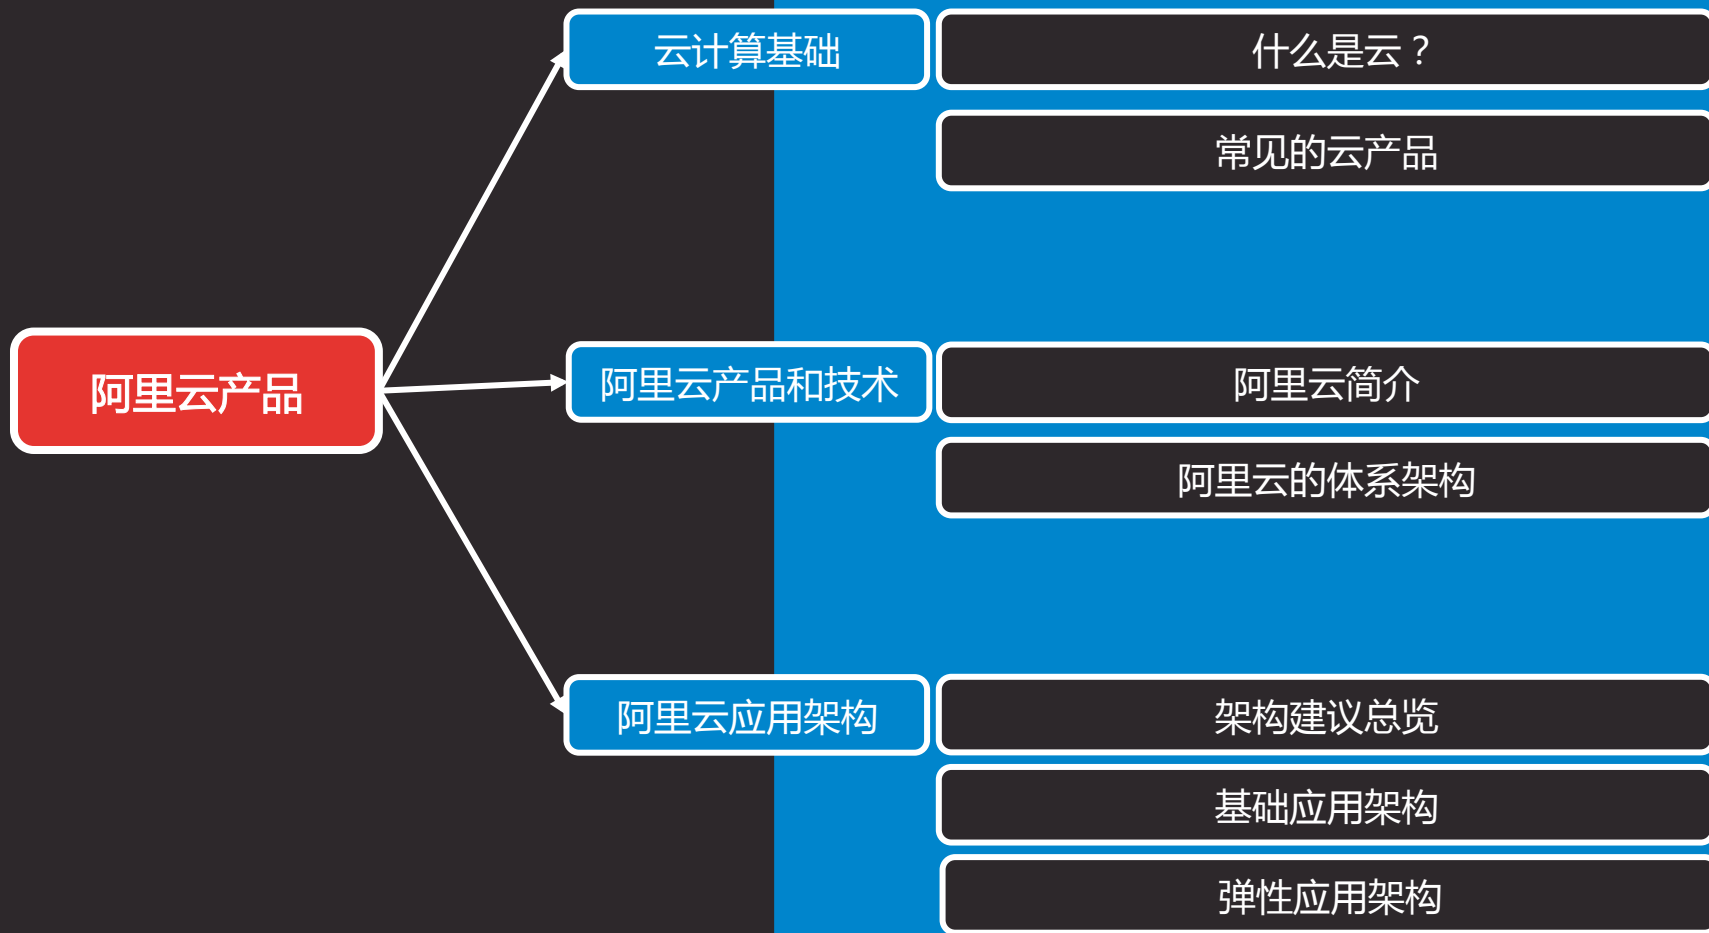 云计算基础
什么是云？
常见的云产品
阿里云产品
阿里云产品和技术
阿里云简介
阿里云的体系架构
阿里云应用架构
架构建议总览
基础应用架构
弹性应用架构